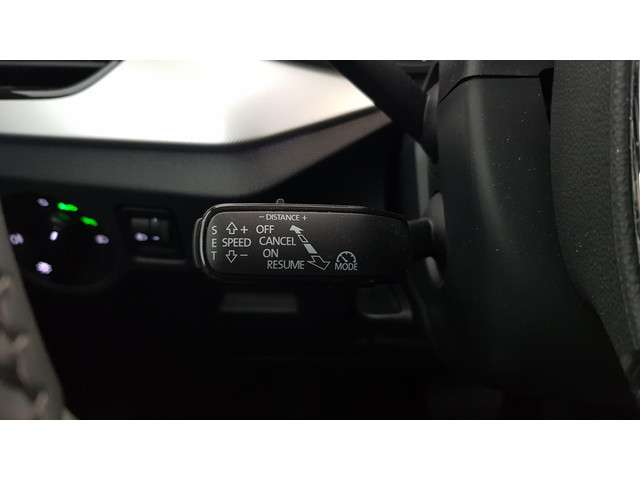 − DISTANCE +
S + OFF
E SPEED CANCEL
T − ON
RESUME MODE